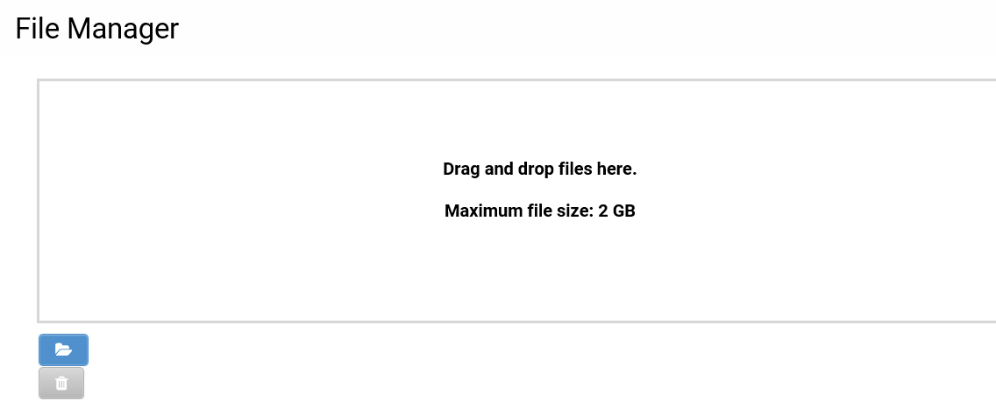 File Manager
Drag and drop files here.
Maximum file size: 2 GB